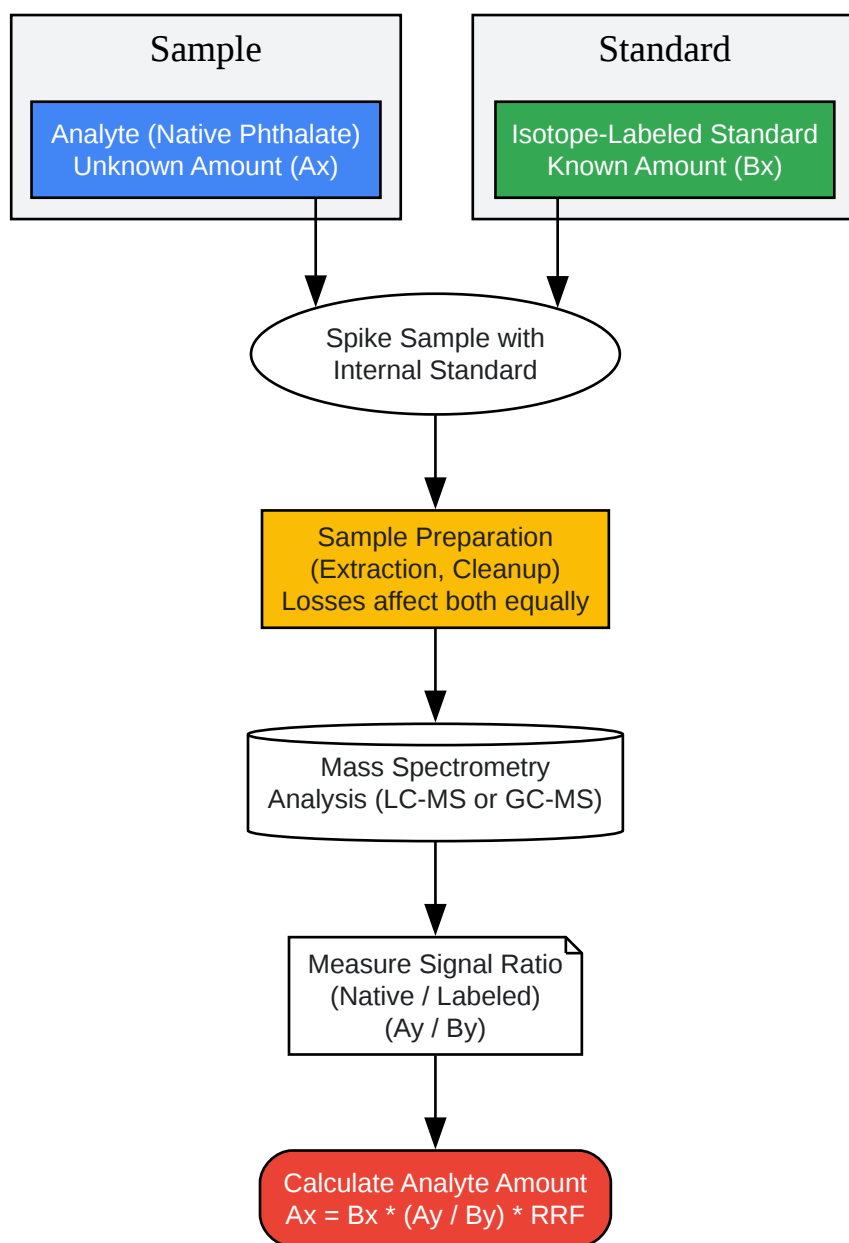 Sample
Standard
Analyte (Native Phthalate)
Unknown Amount (Ax)
Isotope-Labeled Standard
Known Amount (Bx)
Spike Sample with
Internal Standard
Sample Preparation
(Extraction, Cleanup)
Losses affect both equally
Mass Spectrometry
Analysis (LC-MS or GC-MS)
Measure Signal Ratio
(Native / Labeled)
(Ay / By)
Calculate Analyte Amount
Ax = Bx * (Ay / By) * RRF